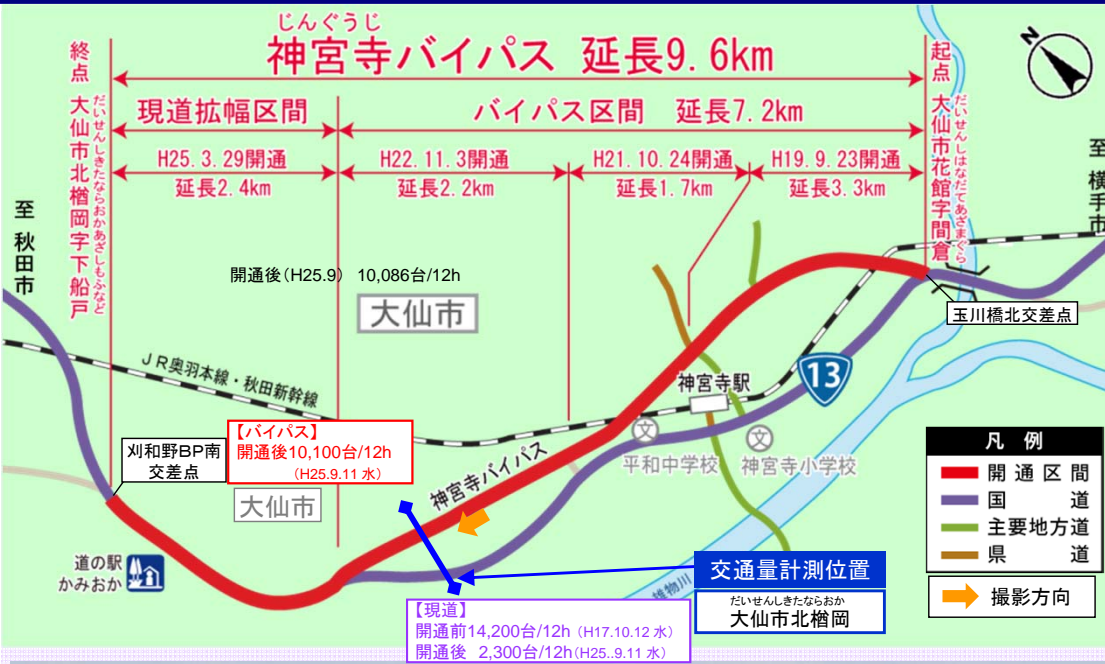 じんぐうじ
神宮寺バイパス 延長9.6km
終点
大仙市北楢岡字下船戸
だいせんしきたならおかあざしもふなど
起点
大仙市花館字間倉
だいせんしはなだてあざまぐら
N
現道拡幅区間
バイパス区間 延長7.2km
H25.3.29開通
延長2.4km
H22.11.3開通
延長2.2km
H21.10.24開通
延長1.7km
H19.9.23開通
延長3.3km
至 秋田市
至 横手市
開通後(H25.9) 10,086台/12h
大仙市
玉川橋北交差点
JR奥羽本線・秋田新幹線
神宮寺駅
13
刈和野BP南
交差点
【バイパス】
開通後10,100台/12h
(H25.9.11 水)
大仙市
神宮寺バイパス
文
平和中学校
文
神宮寺小学校
道の駅
かみおか
雄物川
交通量計測位置
だいせんしきたならおか
大仙市北楢岡
【現道】
開通前14,200台/12h (H17.10.12 水)
開通後 2,300台/12h(H25..9.11 水)
凡例
開通区間
国道
主要地方道
県道
撮影方向